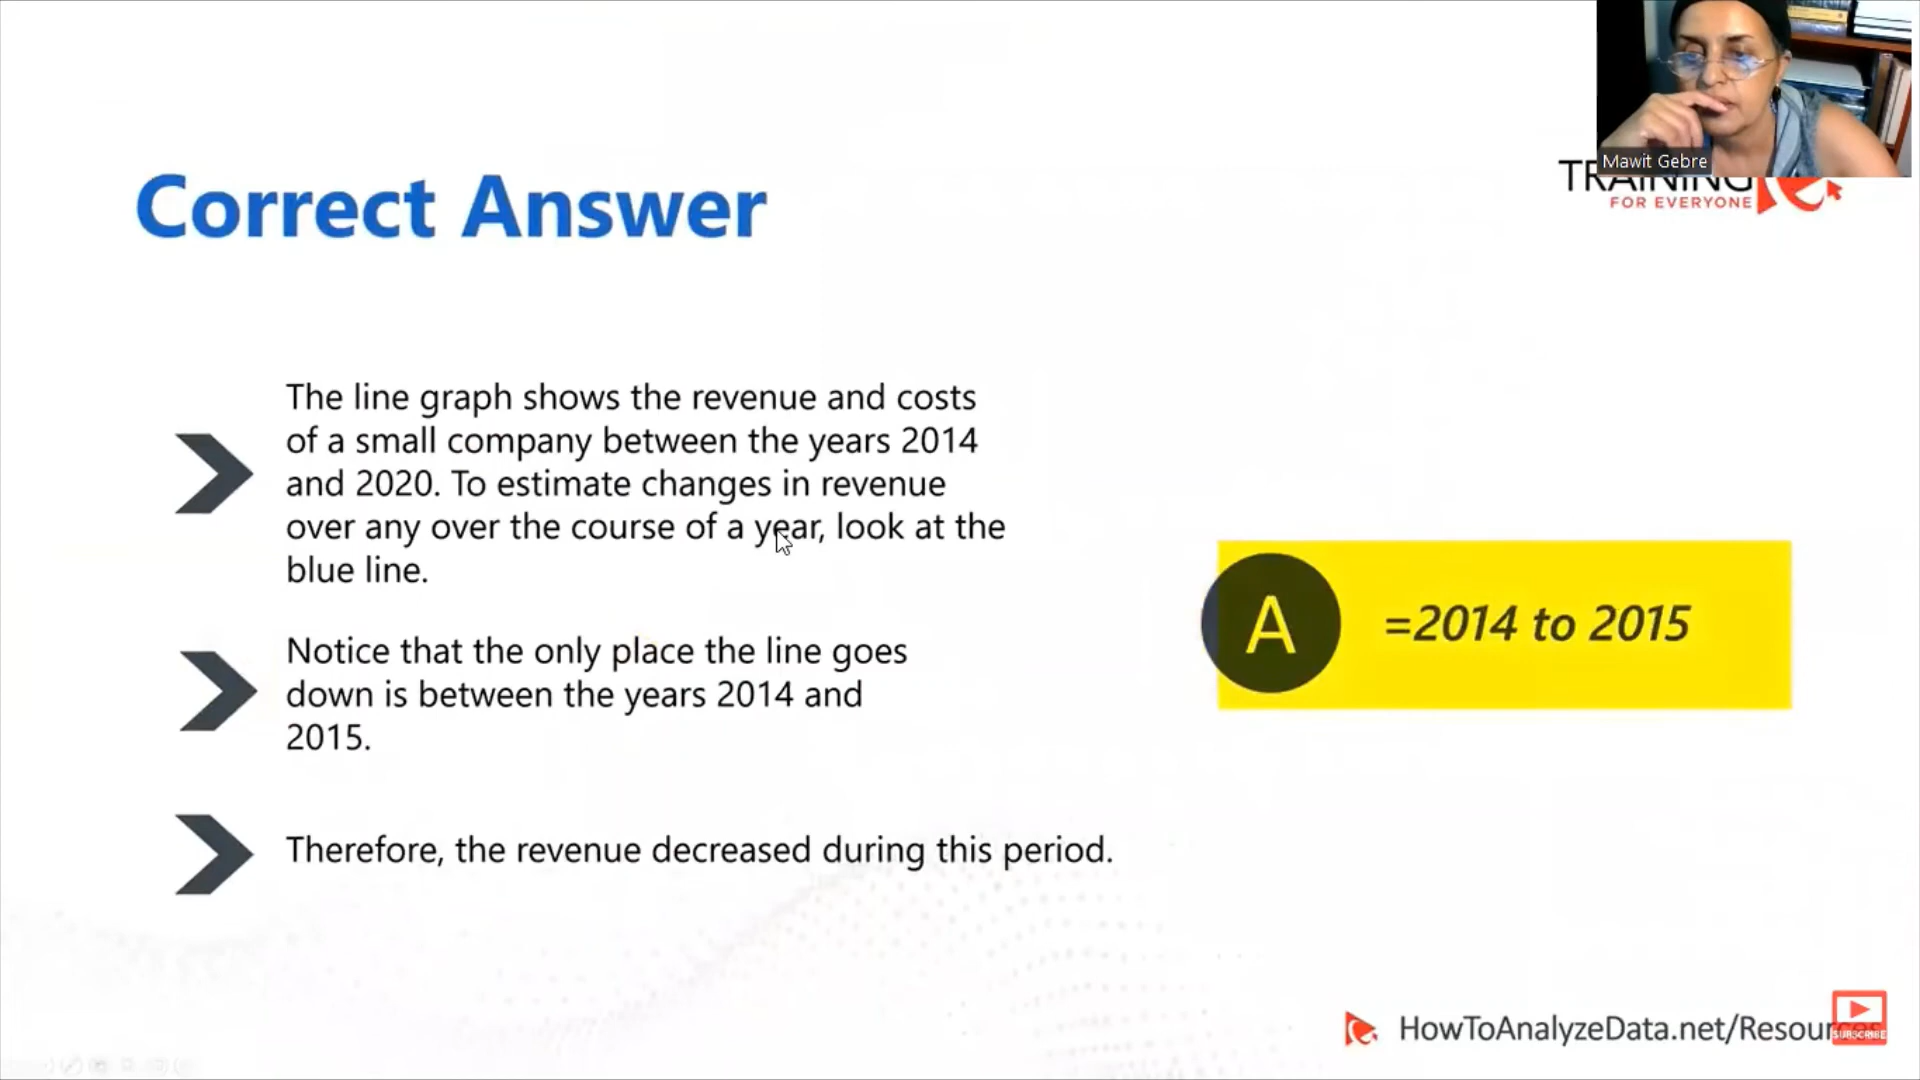 Mawit Gebre
TRAINING
FOR EVERYONE
Correct Answer
The line graph shows the revenue and costs
of a small company between the years 2014
and 2020. To estimate changes in revenue
over any over the course of a year, look at the
blue line.
Notice that the only place the line goes
down is between the years 2014 and
2015.
Therefore, the revenue decreased during this period.
A
=2014 to 2015
HowToAnalyzeData.net/Resources
SUBSCRIBE